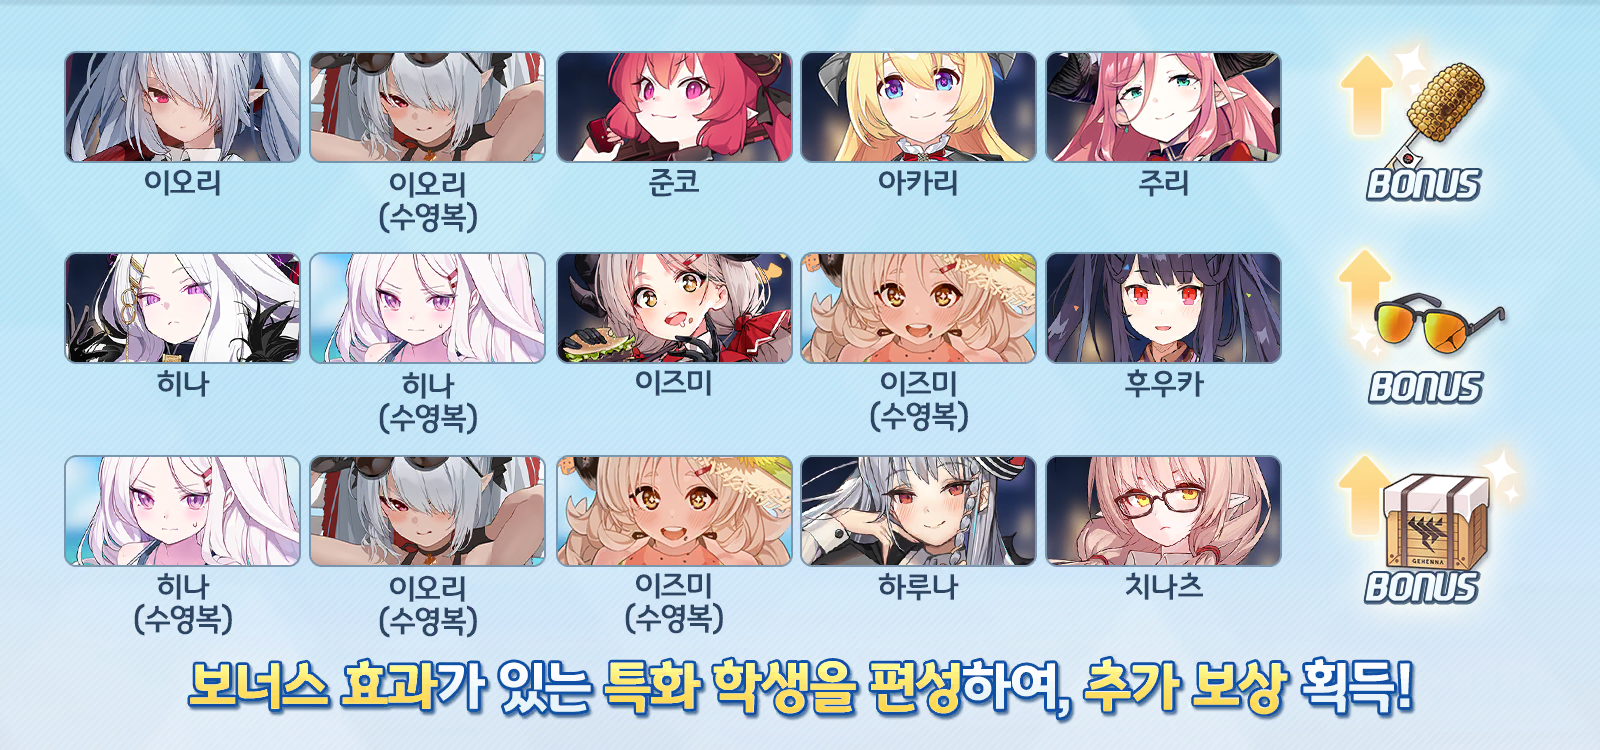 이오리
이오리
(수영복)
준코
아카리
주리
BONUS
히나
히나
(수영복)
이즈미
이즈미
(수영복)
후우카
BONUS
히나
(수영복)
이오리
(수영복)
이즈미
(수영복)
하루나
치나츠
GEHENNA
BONUS
보너스 효과가 있는 특화 학생을 편성하여, 추가 보상 획득!